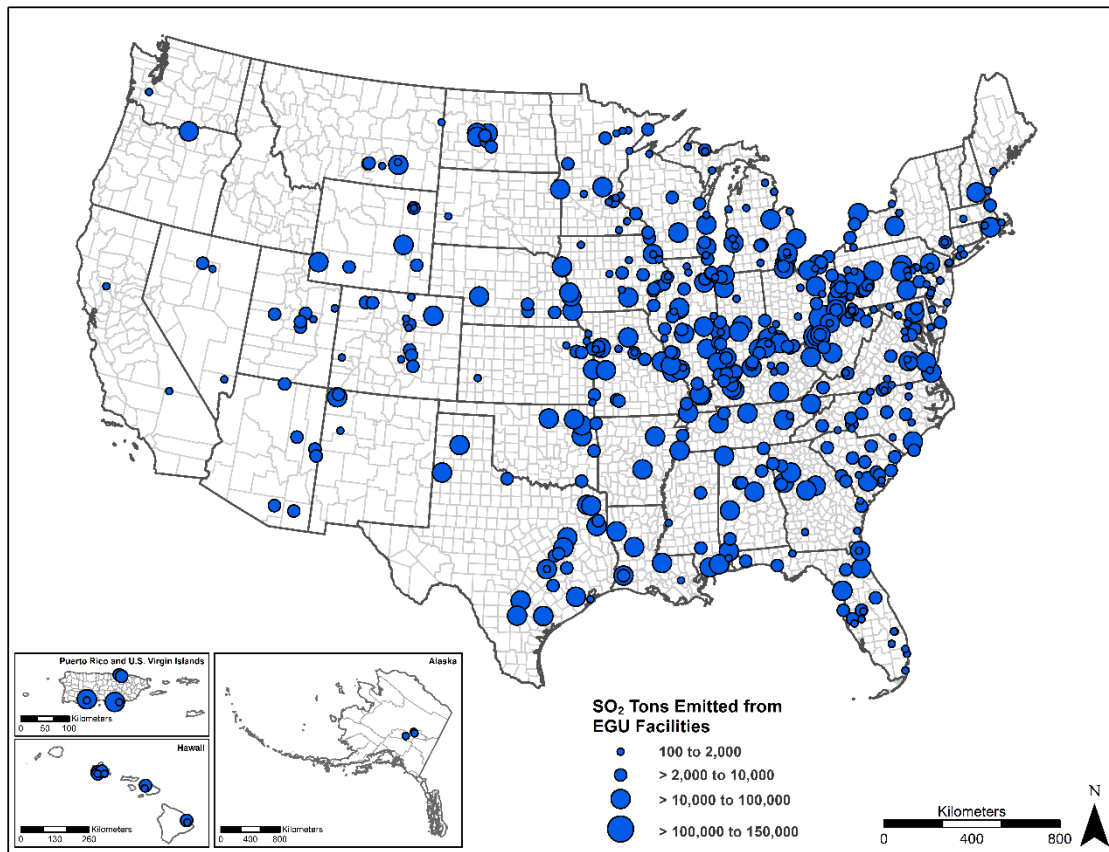 Puerto Rico and U.S. Virgin Islands
Kilometers
0 50 100
Hawaii
Kilometers
0 130 260
Alaska
Kilometers
0 400 800
SO₂ Tons Emitted from
EGU Facilities
100 to 2,000
> 2,000 to 10,000
> 10,000 to 100,000
> 100,000 to 150,000
N
Kilometers
0 400 800